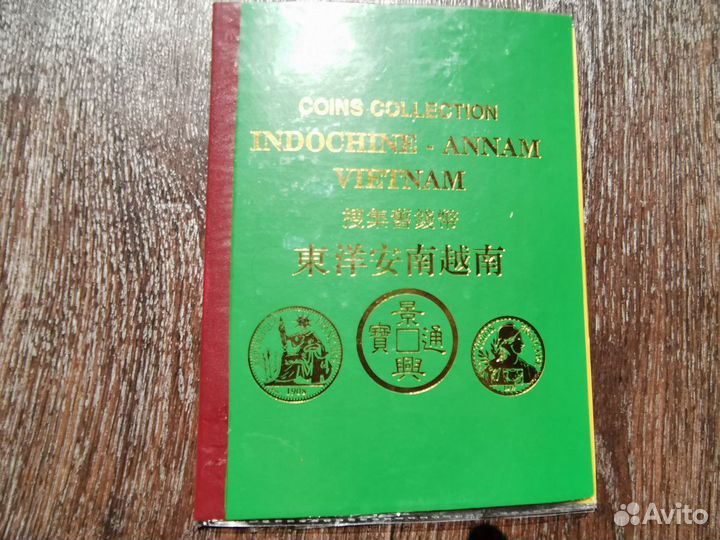 COINS COLLECTION
INDOCHINE - ANNAM
VIETNAM
搜集舊錢幣
東洋安南越南
景
寶 通
興
1908
Avito